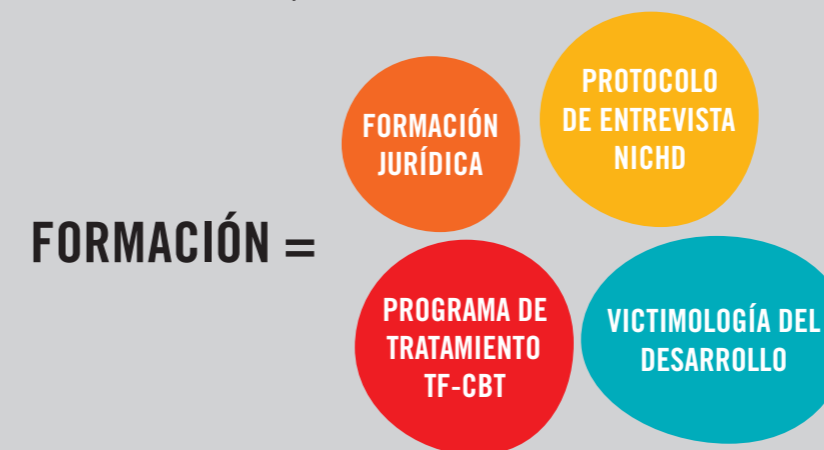 FORMACIÓN =
FORMACIÓN
JURÍDICA
PROTOCOLO
DE ENTREVISTA
NICHD
PROGRAMA DE
TRATAMIENTO
TF-CBT
VICTIMOLOGÍA DEL
DESARROLLO